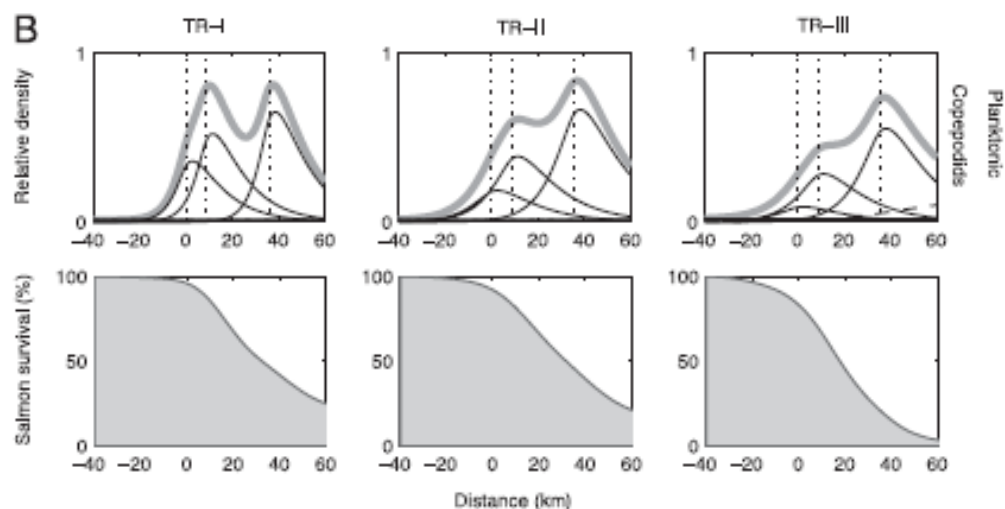 B
TR–I TR–II TR–III
Relative density
1 1 1
0 0 0
–40 –20 0 20 40 60 –40 –20 0 20 40 60 –40 –20 0 20 40 60
Planktonic
Copepodids
Salmon survival (%)
100 100 100
50 50 50
0 0 0
–40 –20 0 20 40 60 –40 –20 0 20 40 60 –40 –20 0 20 40 60
Distance (km)